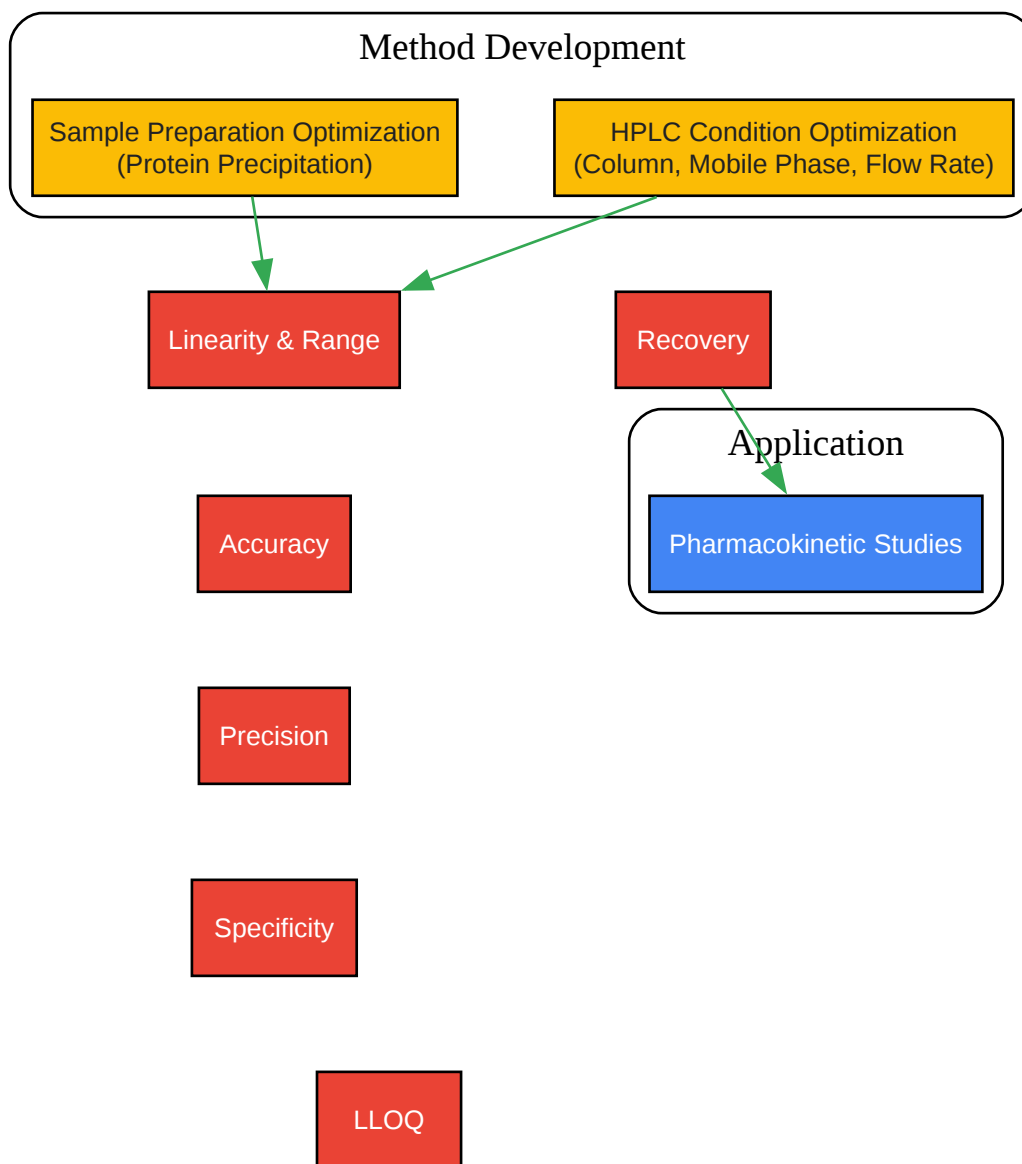 Method Development
Sample Preparation Optimization
(Protein Precipitation)
HPLC Condition Optimization
(Column, Mobile Phase, Flow Rate)
Linearity & Range
Recovery
Application
Pharmacokinetic Studies
Accuracy
Precision
Specificity
LLOQ